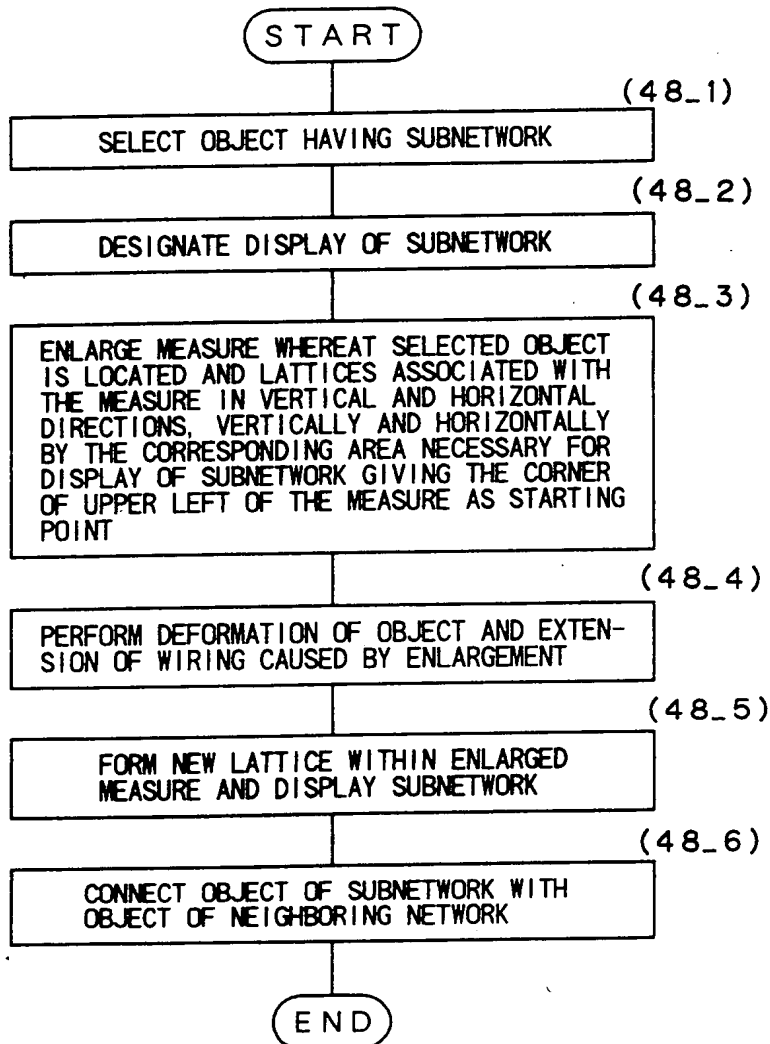 START
(48_1)
SELECT OBJECT HAVING SUBNETWORK
(48_2)
DESIGNATE DISPLAY OF SUBNETWORK
(48_3)
ENLARGE MEASURE WHEREAT SELECTED OBJECT
IS LOCATED AND LATTICES ASSOCIATED WITH
THE MEASURE IN VERTICAL AND HORIZONTAL
DIRECTIONS, VERTICALLY AND HORIZONTALLY
BY THE CORRESPONDING AREA NECESSARY FOR
DISPLAY OF SUBNETWORK GIVING THE CORNER
OF UPPER LEFT OF THE MEASURE AS STARTING
POINT
(48_4)
PERFORM DEFORMATION OF OBJECT AND EXTEN-
SION OF WIRING CAUSED BY ENLARGEMENT
(48_5)
FORM NEW LATTICE WITHIN ENLARGED
MEASURE AND DISPLAY SUBNETWORK
(48_6)
CONNECT OBJECT OF SUBNETWORK WITH
OBJECT OF NEIGHBORING NETWORK
END